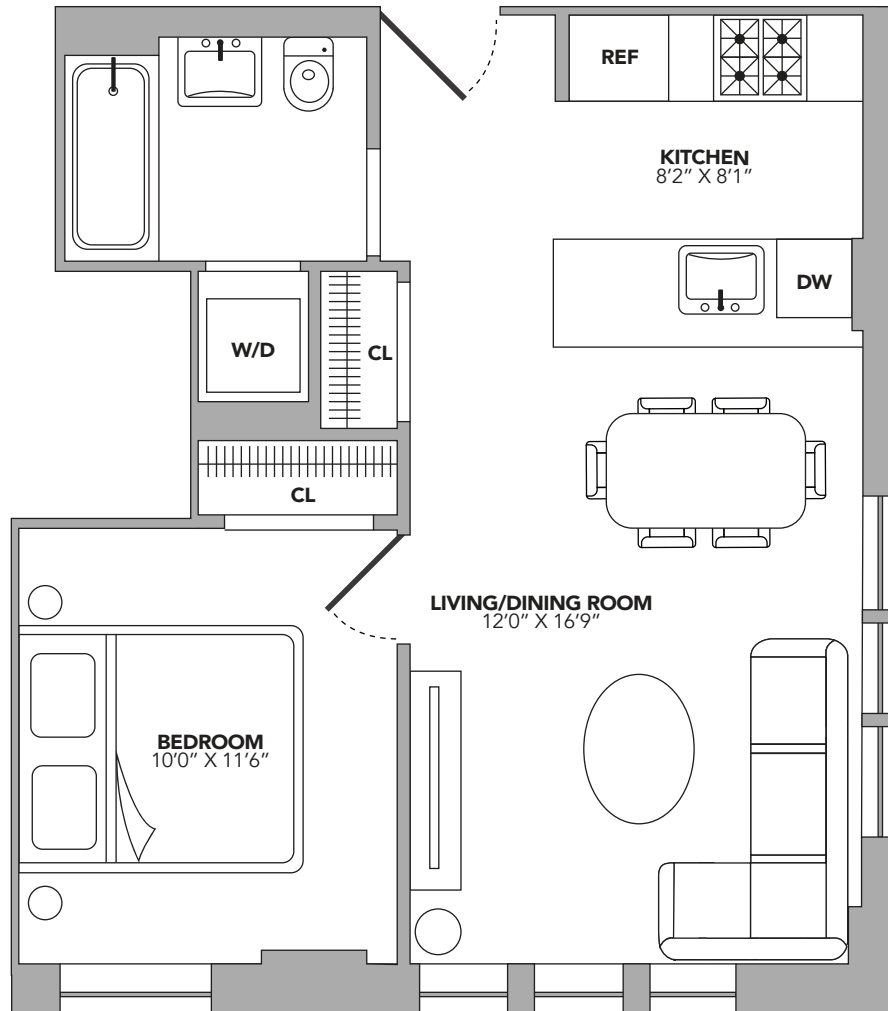 REF
KITCHEN
8’2” X 8’1”
DW
W/D
CL
CL
LIVING/DINING ROOM
12’0” X 16’9”
BEDROOM
10’0” X 11’6”